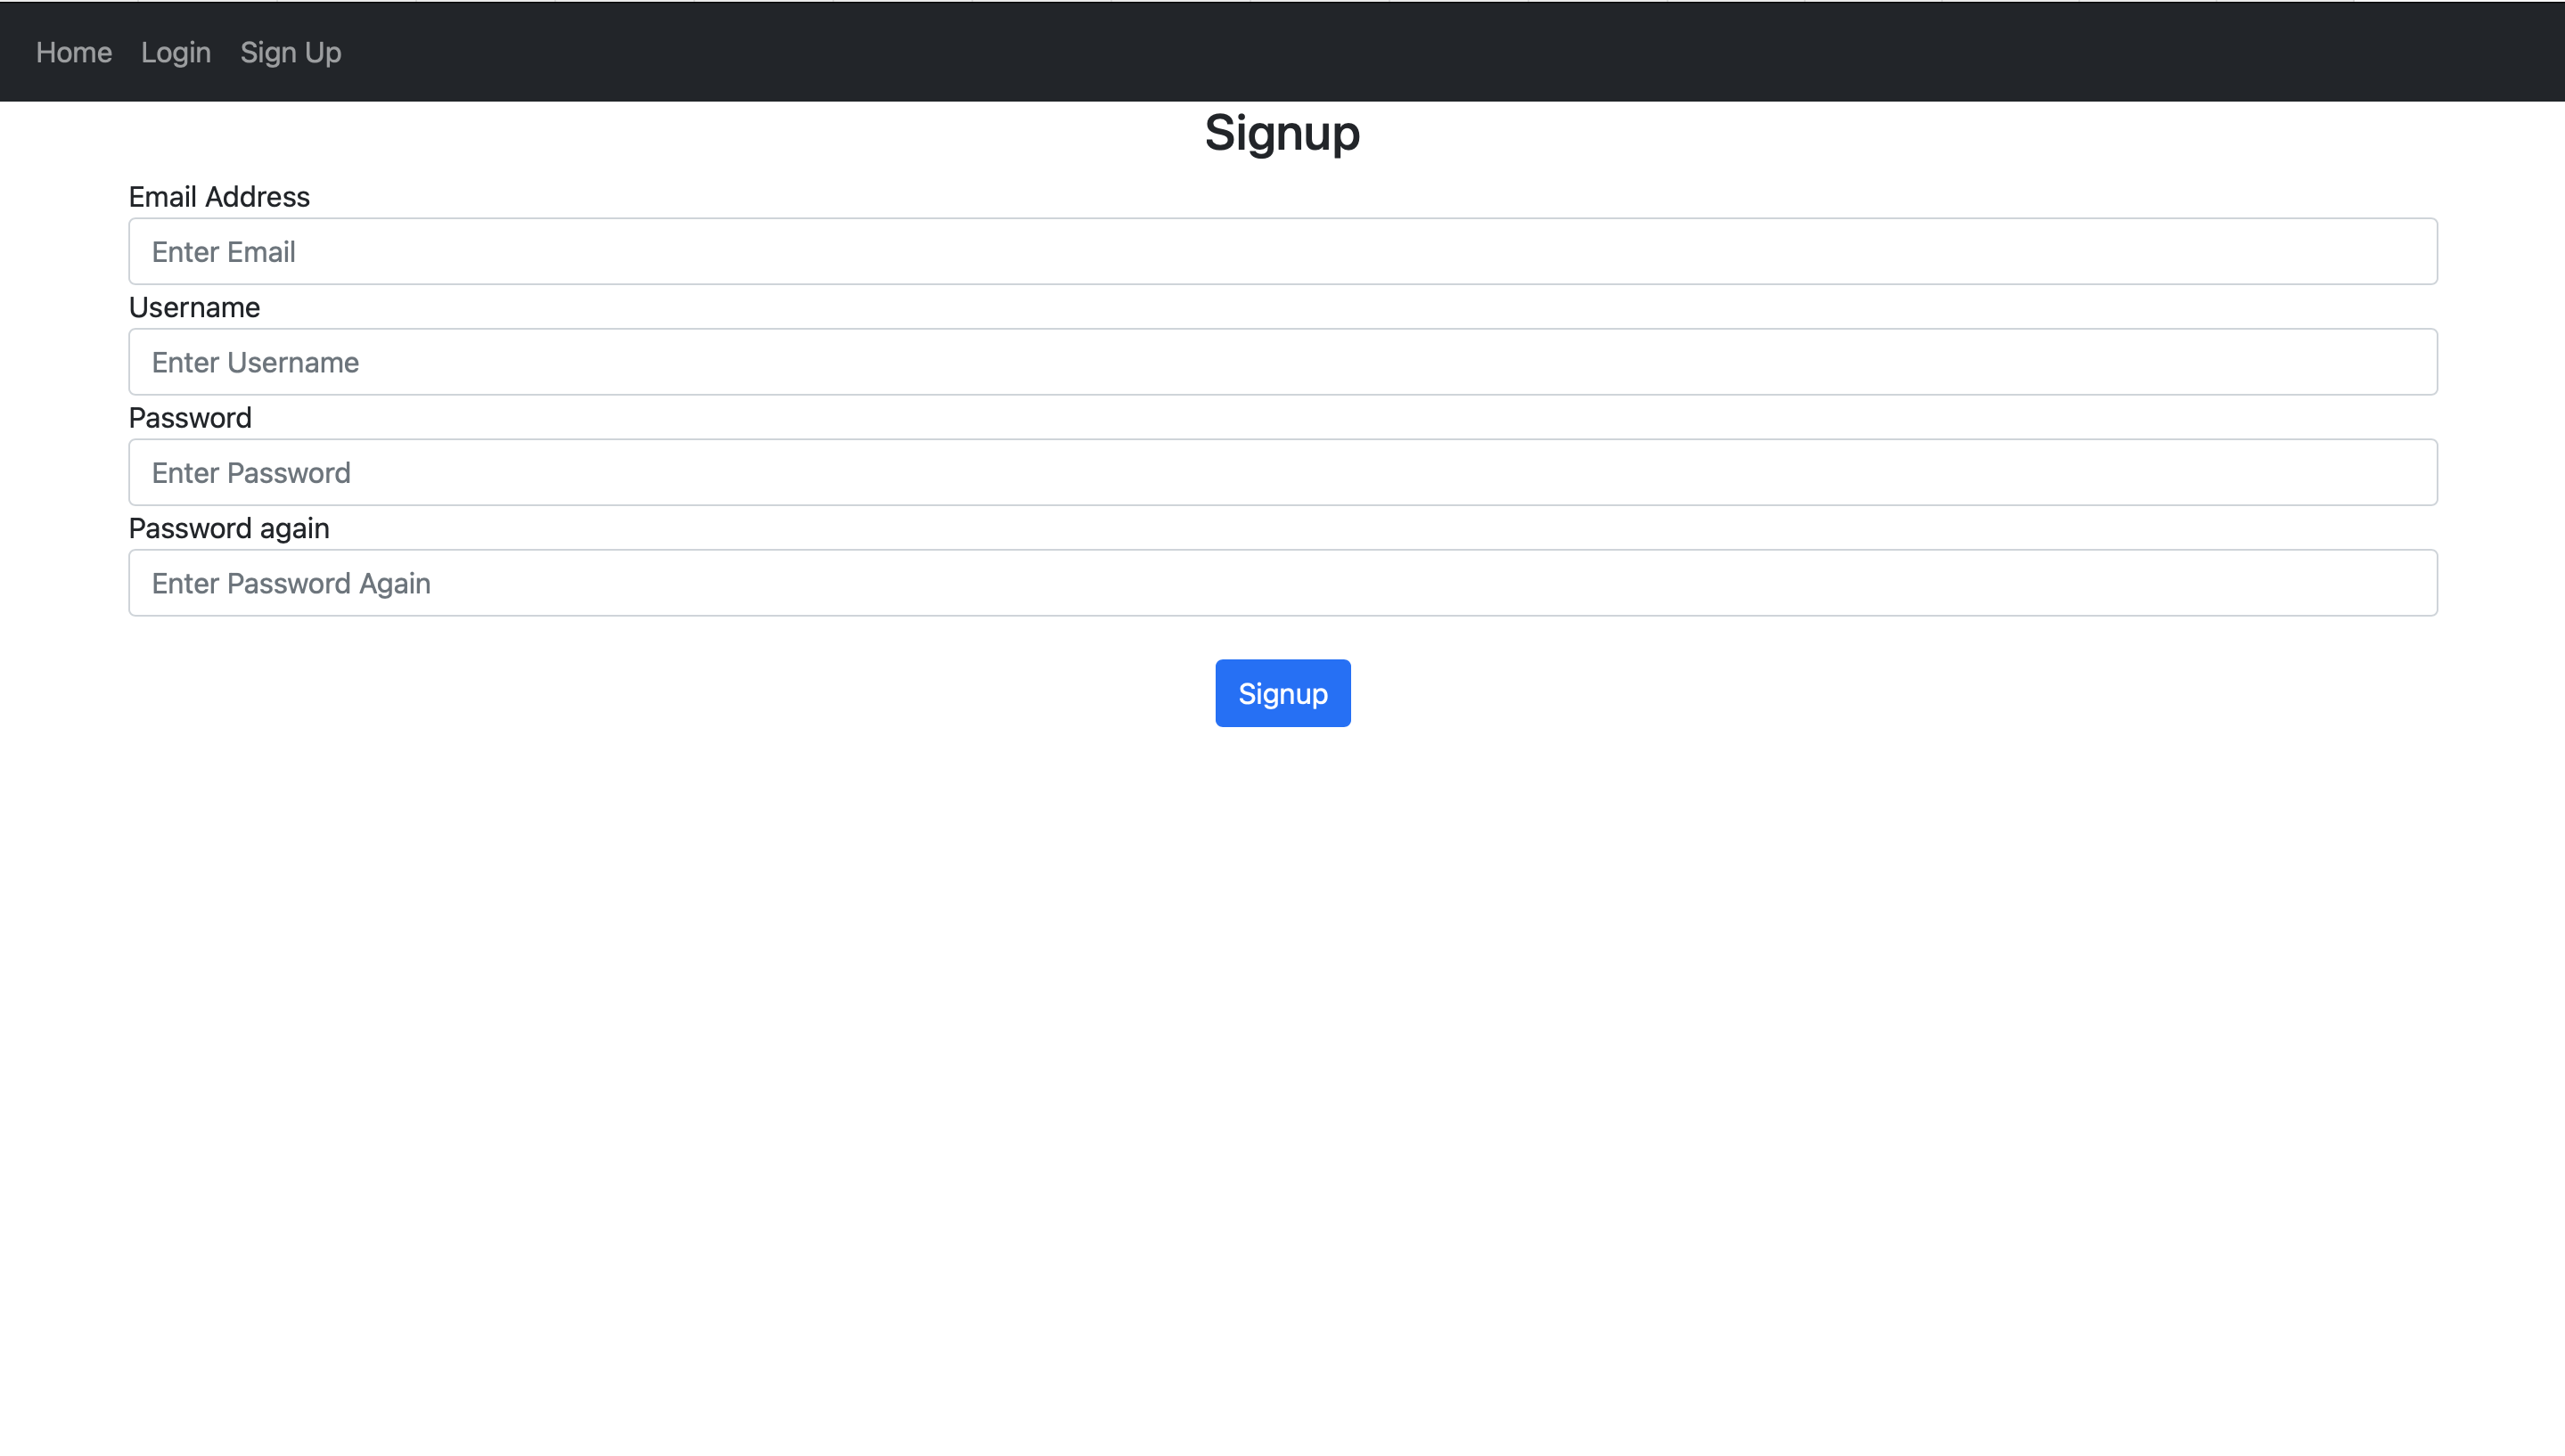 Home Login Sign Up
Signup
Email Address
Enter Email
Username
Enter Username
Password
Enter Password
Password again
Enter Password Again
Signup